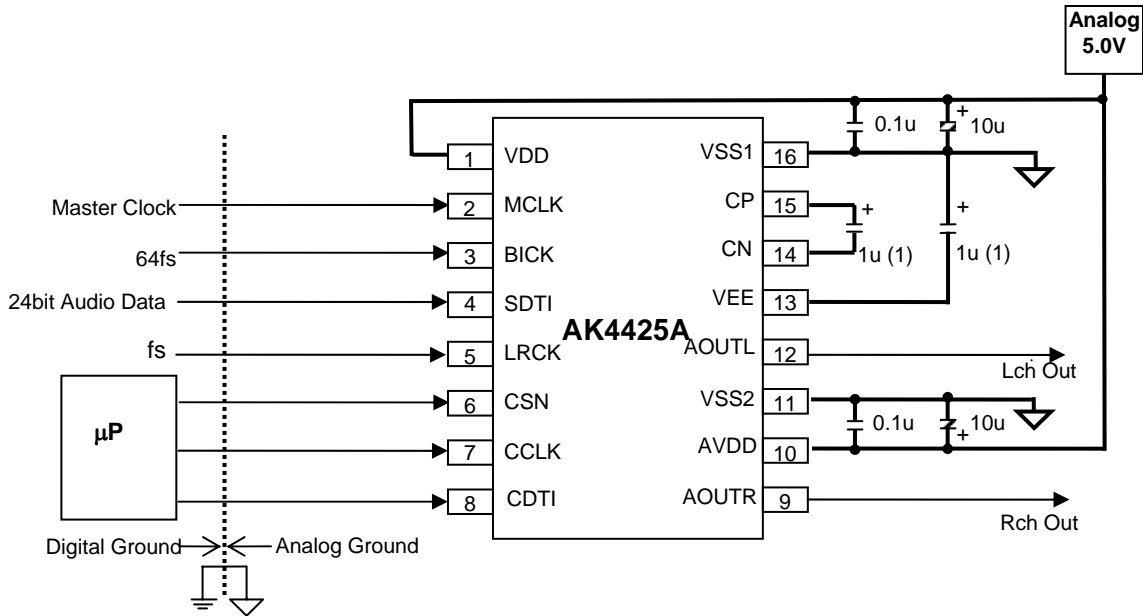 Analog
5.0V
+
0.1u
10u
1
VDD
VSS1
16
Master Clock
2
MCLK
CP
15
+
+
64fs
3
BICK
CN
14
1u (1)
1u (1)
24bit Audio Data
4
SDTI
VEE
13
AK4425A
fs
5
LRCK
AOUTL
12
Lch Out
μP
6
CSN
VSS2
11
0.1u
10u
+
7
CCLK
AVDD
10
8
CDTI
AOUTR
9
Rch Out
Digital Ground
Analog Ground